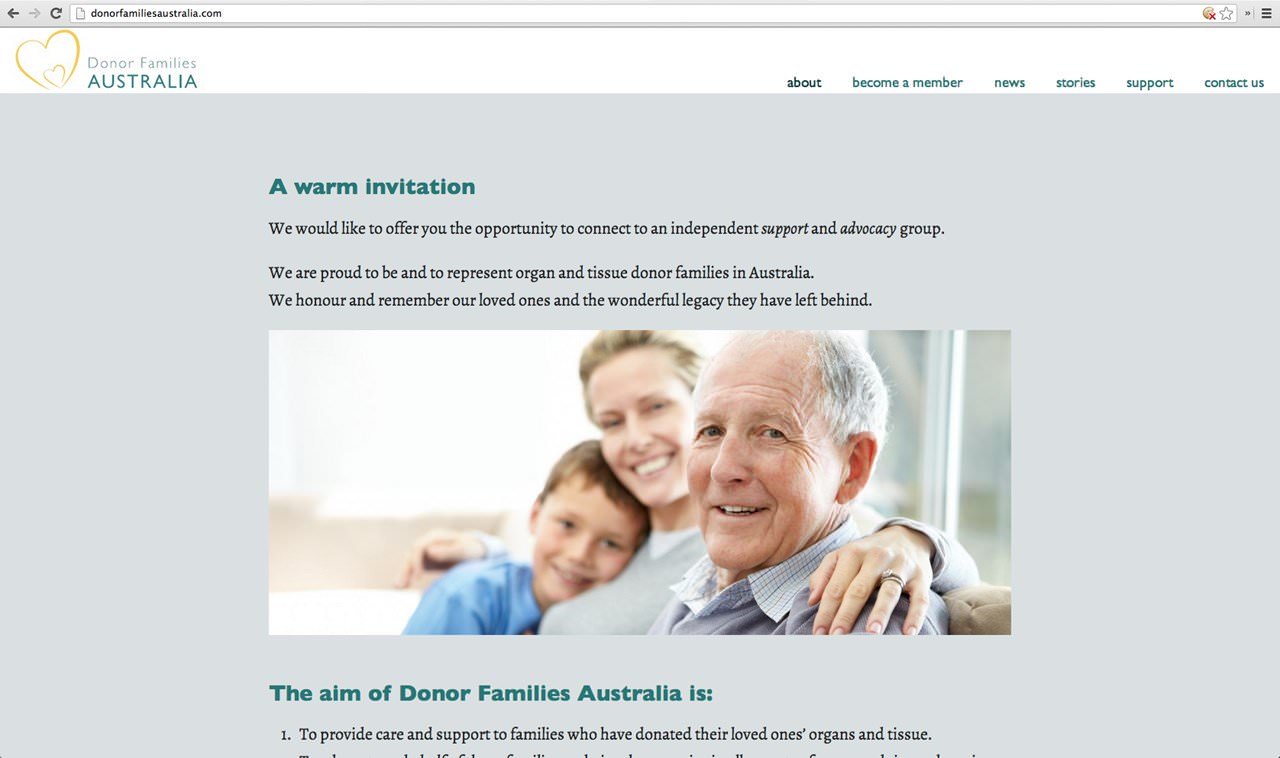 donorfamiliesaustralia.com
Donor Families
AUSTRALIA
about become a member news stories support contact us
A warm invitation
We would like to offer you the opportunity to connect to an independent support and advocacy group.
We are proud to be and to represent organ and tissue donor families in Australia.
We honour and remember our loved ones and the wonderful legacy they have left behind.
The aim of Donor Families Australia is:
1. To provide care and support to families who have donated their loved ones’ organs and tissue.